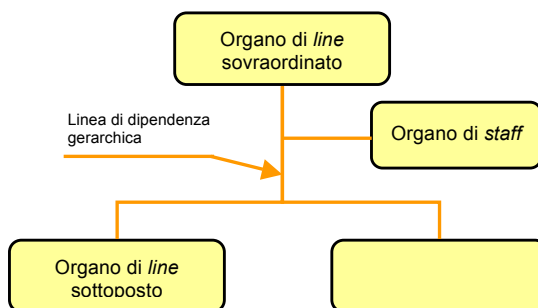 Organo di line
sovraordinato
Linea di dipendenza
gerarchica
Organo di staff
Organo di line
sottoposto